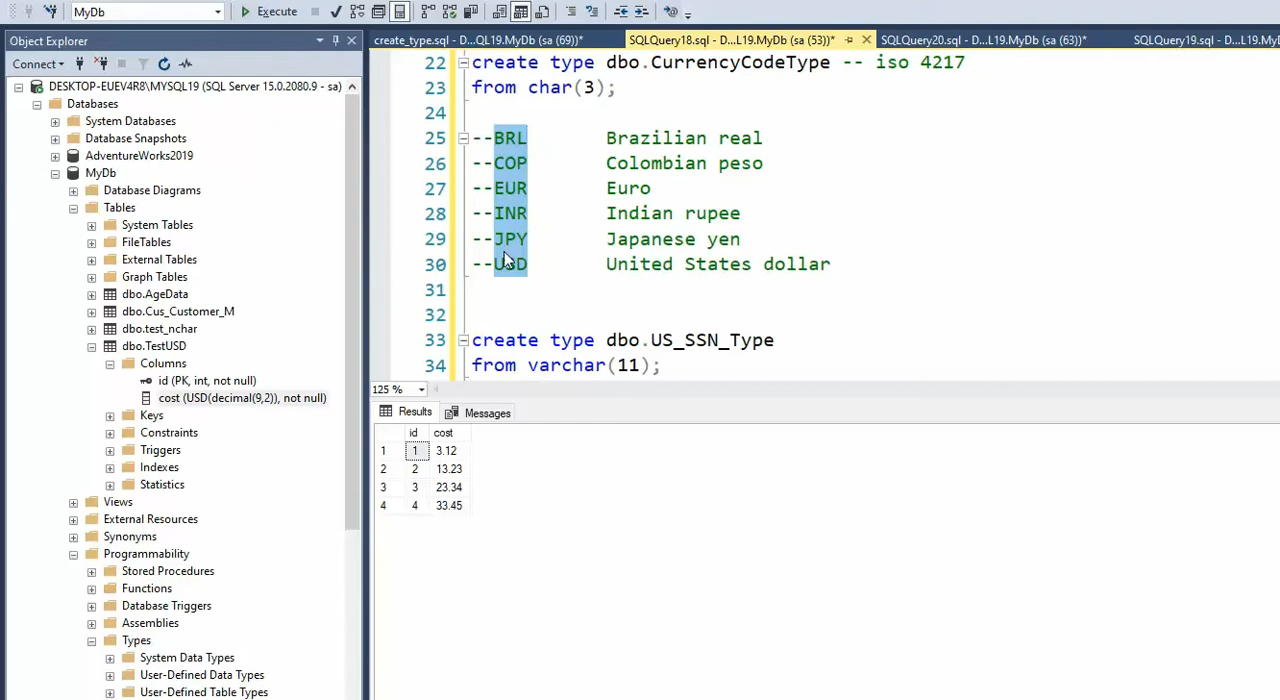 MyDb
Execute
create_type.sql - D...QL19.MyDb (sa (69))*
SQLQuery18.sql - D...L19.MyDb (sa (53))*
SQLQuery20.sql - D...L19.MyDb (sa (63))*
SQLQuery19.sql - D...L19.MyD
Object Explorer
Connect
DESKTOP-EUEV4R8\MYSQL19 (SQL Server 15.0.2080.9 - sa)
Databases
System Databases
Database Snapshots
AdventureWorks2019
MyDb
Database Diagrams
Tables
System Tables
FileTables
External Tables
Graph Tables
dbo.AgeData
dbo.Cus_Customer_M
dbo.test_nchar
dbo.TestUSD
Columns
id (PK, int, not null)
cost (USD(decimal(9,2)), not null)
Keys
Constraints
Triggers
Indexes
Statistics
Views
External Resources
Synonyms
Programmability
Stored Procedures
Functions
Database Triggers
Assemblies
Types
System Data Types
User-Defined Data Types
User-Defined Table Types
22 create type dbo.CurrencyCodeType -- iso 4217
23 from char(3);
24
25 --BRL Brazilian real
26 --COP Colombian peso
27 --EUR Euro
28 --INR Indian rupee
29 --JPY Japanese yen
30 --USD United States dollar
31
32
33 create type dbo.US_SSN_Type
34 from varchar(11);
125 %
Results Messages
id cost
1 1 3.12
2 2 13.23
3 3 23.34
4 4 33.45